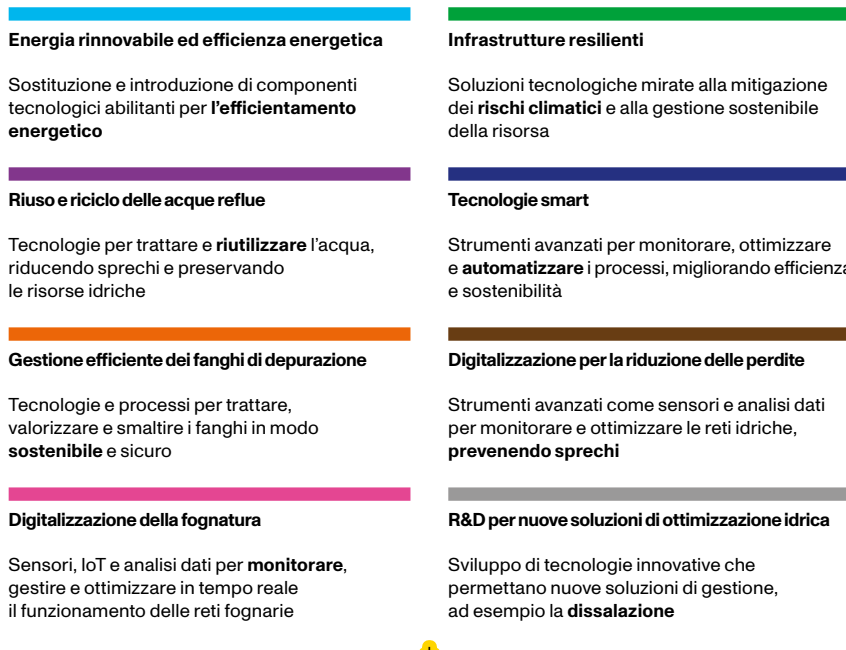 Energia rinnovabile ed efficienza energetica
Sostituzione e introduzione di componenti
tecnologici abilitanti per l'efficientamento
energetico
Infrastrutture resilienti
Soluzioni tecnologiche mirate alla mitigazione
dei rischi climatici e alla gestione sostenibile
della risorsa
Riuso e riciclo delle acque reflue
Tecnologie per trattare e riutilizzare l'acqua,
riducendo sprechi e preservando
le risorse idriche
Tecnologie smart
Strumenti avanzati per monitorare, ottimizzare
e automatizzare i processi, migliorando efficienza
e sostenibilità
Gestione efficiente dei fanghi di depurazione
Tecnologie e processi per trattare,
valorizzare e smaltire i fanghi in modo
sostenibile e sicuro
Digitalizzazione per la riduzione delle perdite
Strumenti avanzati come sensori e analisi dati
per monitorare e ottimizzare le reti idriche,
prevenendo sprechi
Digitalizzazione della fognatura
Sensori, IoT e analisi dati per monitorare,
gestire e ottimizzare in tempo reale
il funzionamento delle reti fognarie
R&D per nuove soluzioni di ottimizzazione idrica
Sviluppo di tecnologie innovative che
permettano nuove soluzioni di gestione,
ad esempio la dissalazione